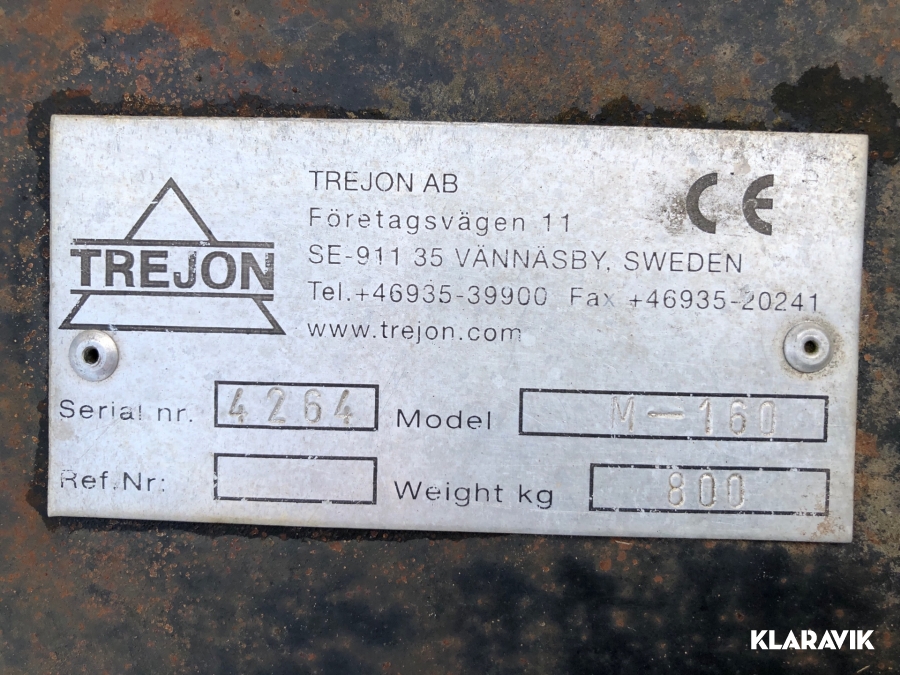 TREJON
TREJON AB
Företagsvägen 11
SE-911 35 VÄNNÄSBY, SWEDEN
Tel.+46935-39900 Fax +46935-20241
www.trejon.com
CE
Serial nr. 4264 Model M-160
Ref.Nr: Weight kg 800
KLARAVIK